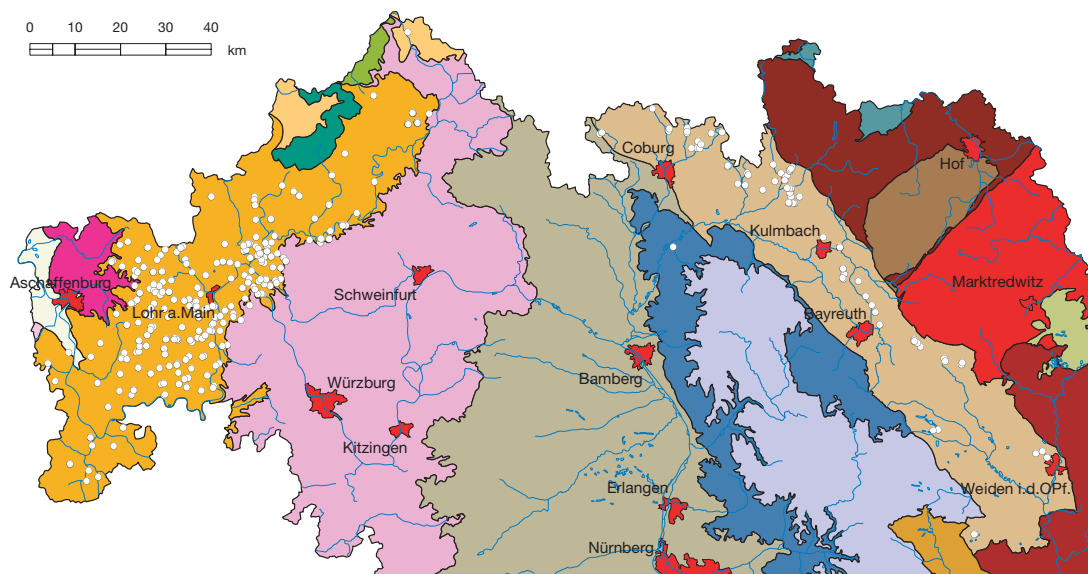 0 10 20 30 40
km
Coburg
Hof
Kulmbach
Aschaffenburg
Schweinfurt
Marktredwitz
Lohr a.Main
Bayreuth
Bamberg
Würzburg
Kitzingen
Erlangen
Weiden i.d.OPf.
Nürnberg